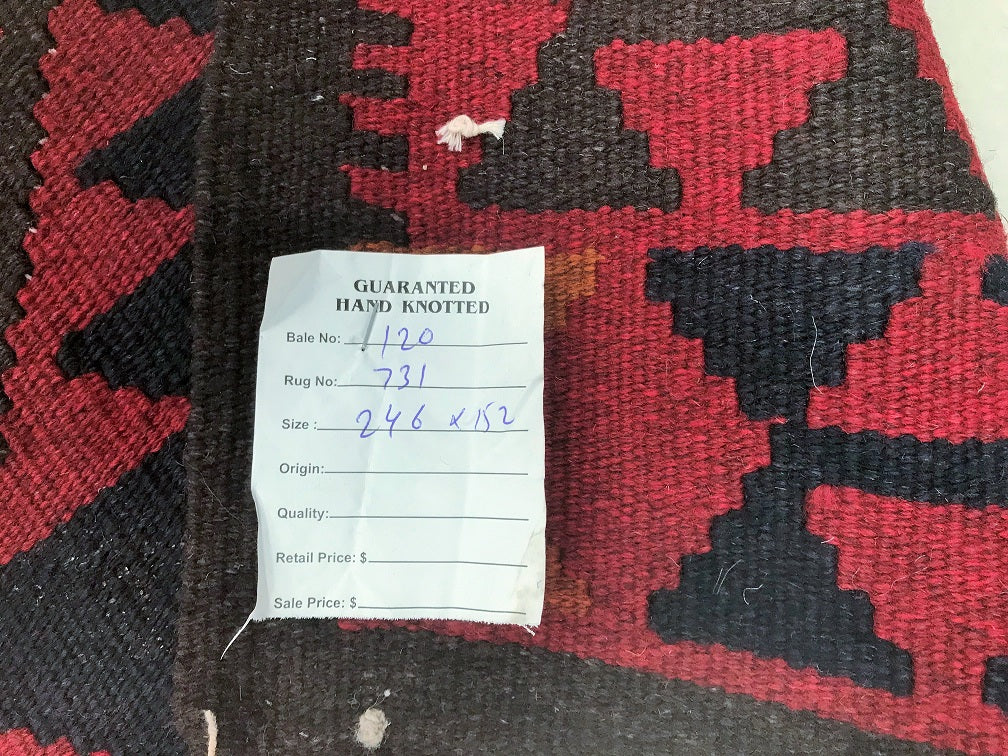 GUARANTED
HAND KNOTTED
Bale No: 120
Rug No: 731
Size : 246 x 152
Origin:
Quality:
Retail Price: $
Sale Price: $